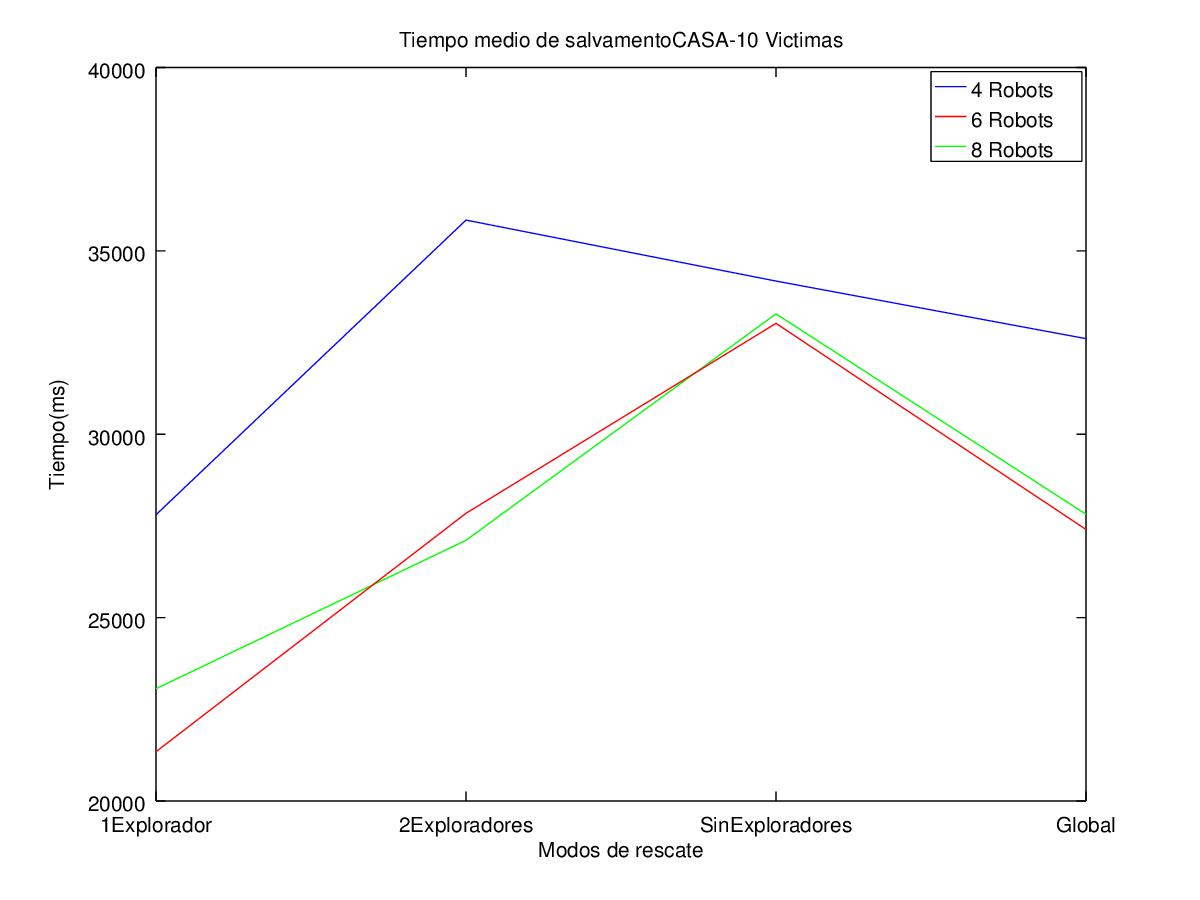 Tiempo medio de salvamentoCASA-10 Victimas
40000
35000
30000
25000
20000
Tiempo(ms)
4 Robots
6 Robots
8 Robots
1Explorador
2Exploradores
SinExploradores
Global
Modos de rescate